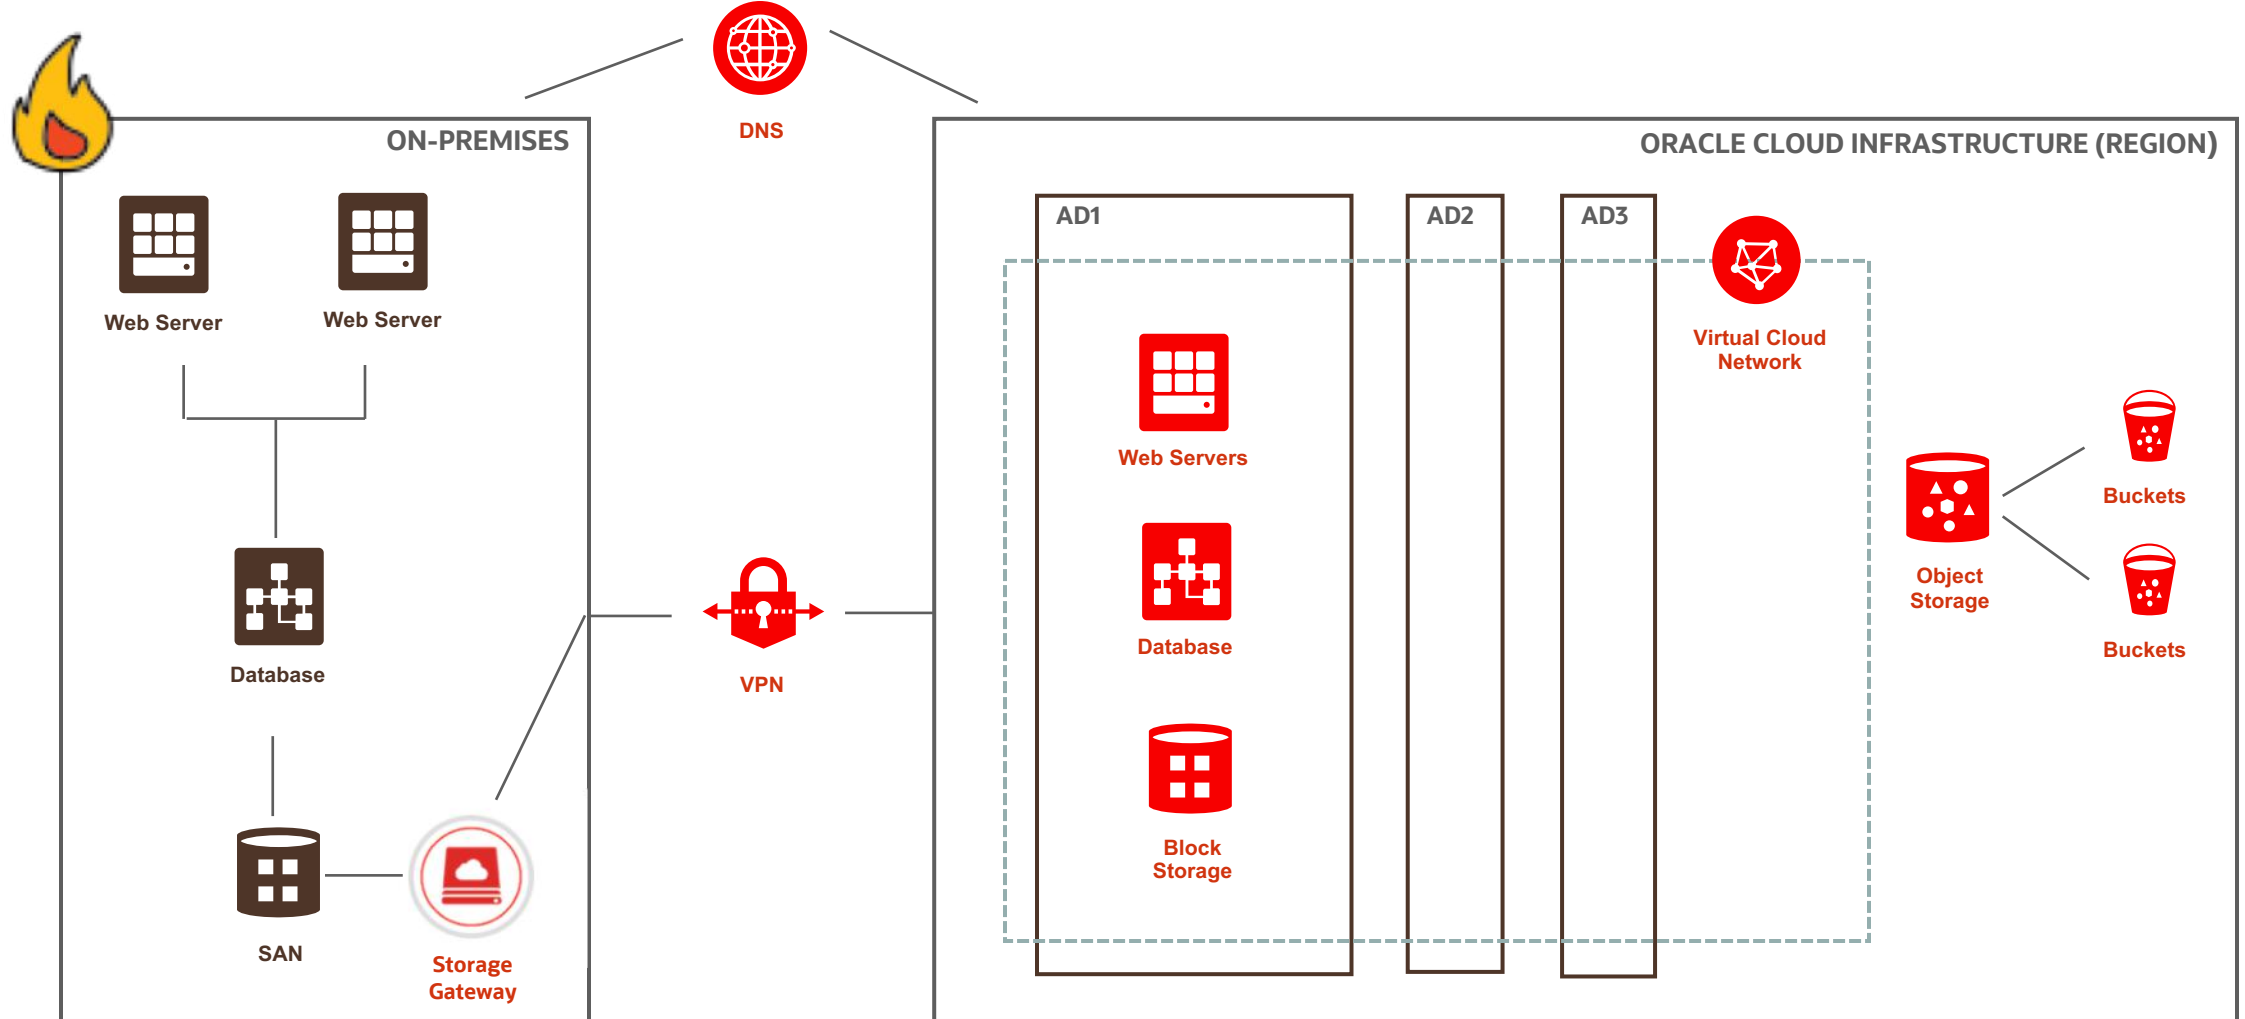 DNS
ON-PREMISES
ORACLE CLOUD INFRASTRUCTURE (REGION)
Web Server
Web Server
Database
SAN
Storage
Gateway
VPN
AD1
AD2
AD3
Virtual Cloud
Network
Web Servers
Database
Block
Storage
Object
Storage
Buckets
Buckets